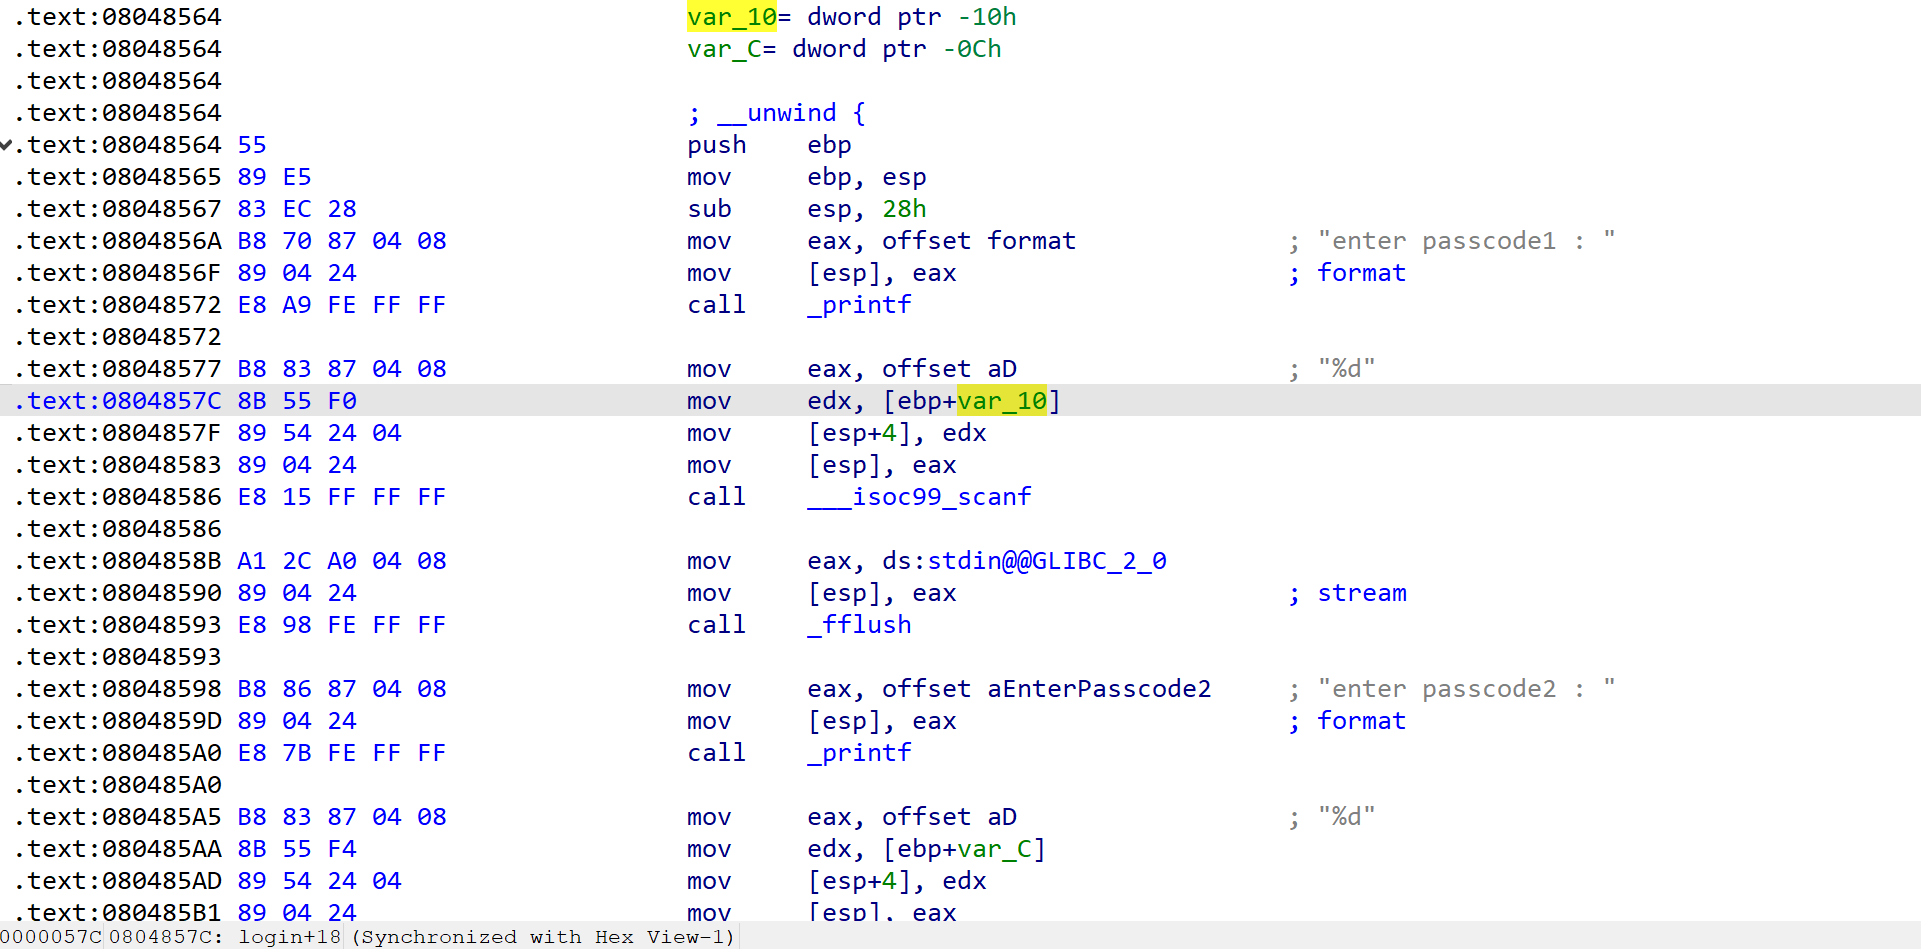 .text:08048564 var_10= dword ptr -10h
.text:08048564 var_C= dword ptr -0Ch
.text:08048564
.text:08048564 ; __unwind {
.text:08048564 55 push ebp
.text:08048565 89 E5 mov ebp, esp
.text:08048567 83 EC 28 sub esp, 28h
.text:0804856A B8 70 87 04 08 mov eax, offset format ; "enter passcode1 : "
.text:0804856F 89 04 24 mov [esp], eax ; format
.text:08048572 E8 A9 FE FF FF call _printf
.text:08048572
.text:08048577 B8 83 87 04 08 mov eax, offset aD ; "%d"
.text:0804857C 8B 55 F0 mov edx, [ebp+var_10]
.text:0804857F 89 54 24 04 mov [esp+4], edx
.text:08048583 89 04 24 mov [esp], eax
.text:08048586 E8 15 FF FF FF call ___isoc99_scanf
.text:08048586
.text:0804858B A1 2C A0 04 08 mov eax, ds:stdin@@GLIBC_2_0
.text:08048590 89 04 24 mov [esp], eax ; stream
.text:08048593 E8 98 FE FF FF call _fflush
.text:08048593
.text:08048598 B8 86 87 04 08 mov eax, offset aEnterPasscode2 ; "enter passcode2 : "
.text:0804859D 89 04 24 mov [esp], eax ; format
.text:080485A0 E8 7B FE FF FF call _printf
.text:080485A0
.text:080485A5 B8 83 87 04 08 mov eax, offset aD ; "%d"
.text:080485AA 8B 55 F4 mov edx, [ebp+var_C]
.text:080485AD 89 54 24 04 mov [esp+4], edx
.text:080485B1 89 04 24 mov [esp], eax
0000057C 0804857C: login+18 (Synchronized with Hex View-1)